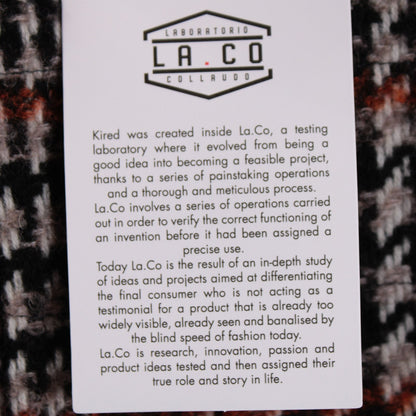 LABORATORIO
LA.CO
COLLAUDO
Kired was created inside La.Co, a testing
laboratory where it evolved from being a
good idea into becoming a feasible project,
thanks to a series of painstaking operations
and a thorough and meticulous process.
La.Co involves a series of operations carried
out in order to verify the correct functioning of
an invention before it had been assigned a
precise use.
Today La.Co is the result of an in-depth study
of ideas and projects aimed at differentiating
the final consumer who is not acting as a
testimonial for a product that is already too
widely visible, already seen and banalised by
the blind speed of fashion today.
La.Co is research, innovation, passion and
product ideas tested and then assigned their
true role and story in life.